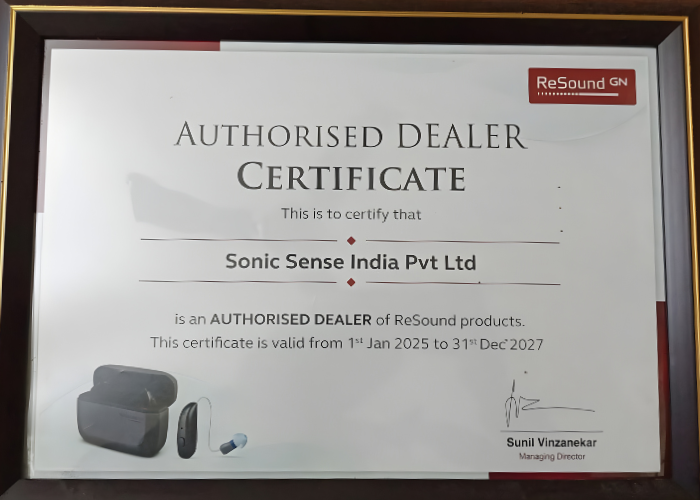 ReSound GN
AUTHORISED DEALER
CERTIFICATE
This is to certify that
Sonic Sense India Pvt Ltd
is an AUTHORISED DEALER of ReSound products.
This certificate is valid from 1st Jan 2025 to 31st Dec 2027
Sunil Vinzanekar
Managing Director